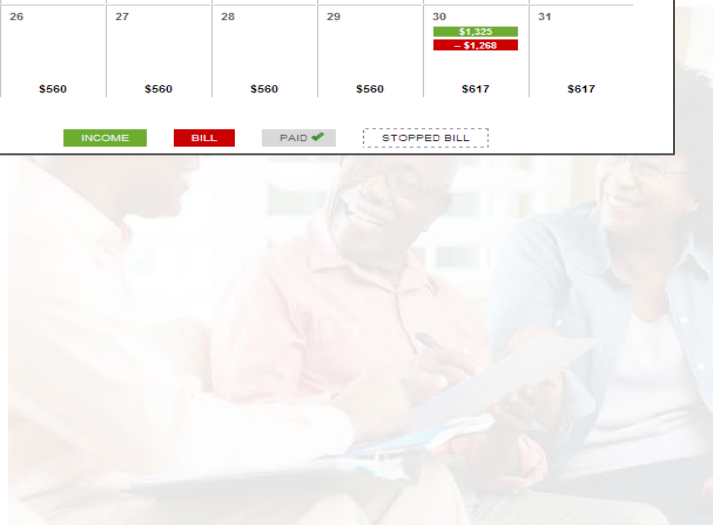 26 27 28 29 30 31
$1,325
– $1,268
$560 $560 $560 $560 $617 $617
INCOME BILL PAID STOPPED BILL